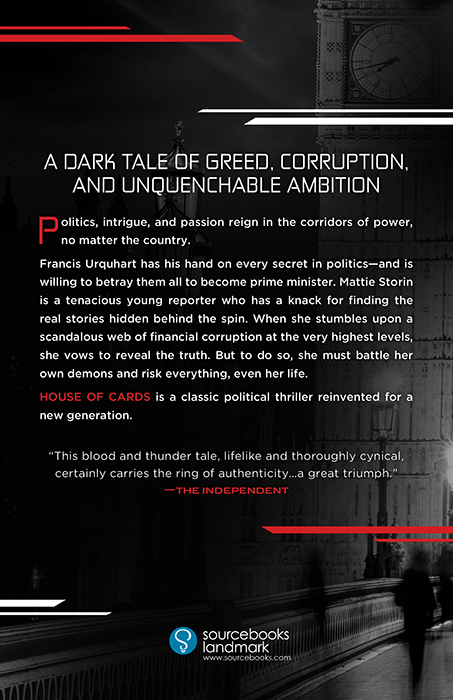 A DARK TALE OF GREED, CORRUPTION,
AND UNQUENCHABLE AMBITION
Politics, intrigue, and passion reign in the corridors of power,
no matter the country.
Francis Urquhart has his hand on every secret in politics—and is
willing to betray them all to become prime minister. Mattie Storin
is a tenacious young reporter who has a knack for finding the
real stories hidden behind the spin. When she stumbles upon a
scandalous web of financial corruption at the very highest levels,
she vows to reveal the truth. But to do so, she must battle her
own demons and risk everything, even her life.
HOUSE OF CARDS is a classic political thriller reinvented for a
new generation.
“This blood and thunder tale, lifelike and thoroughly cynical,
certainly carries the ring of authenticity...a great triumph.”
—THE INDEPENDENT
sourcebooks
landmark
www.sourcebooks.com